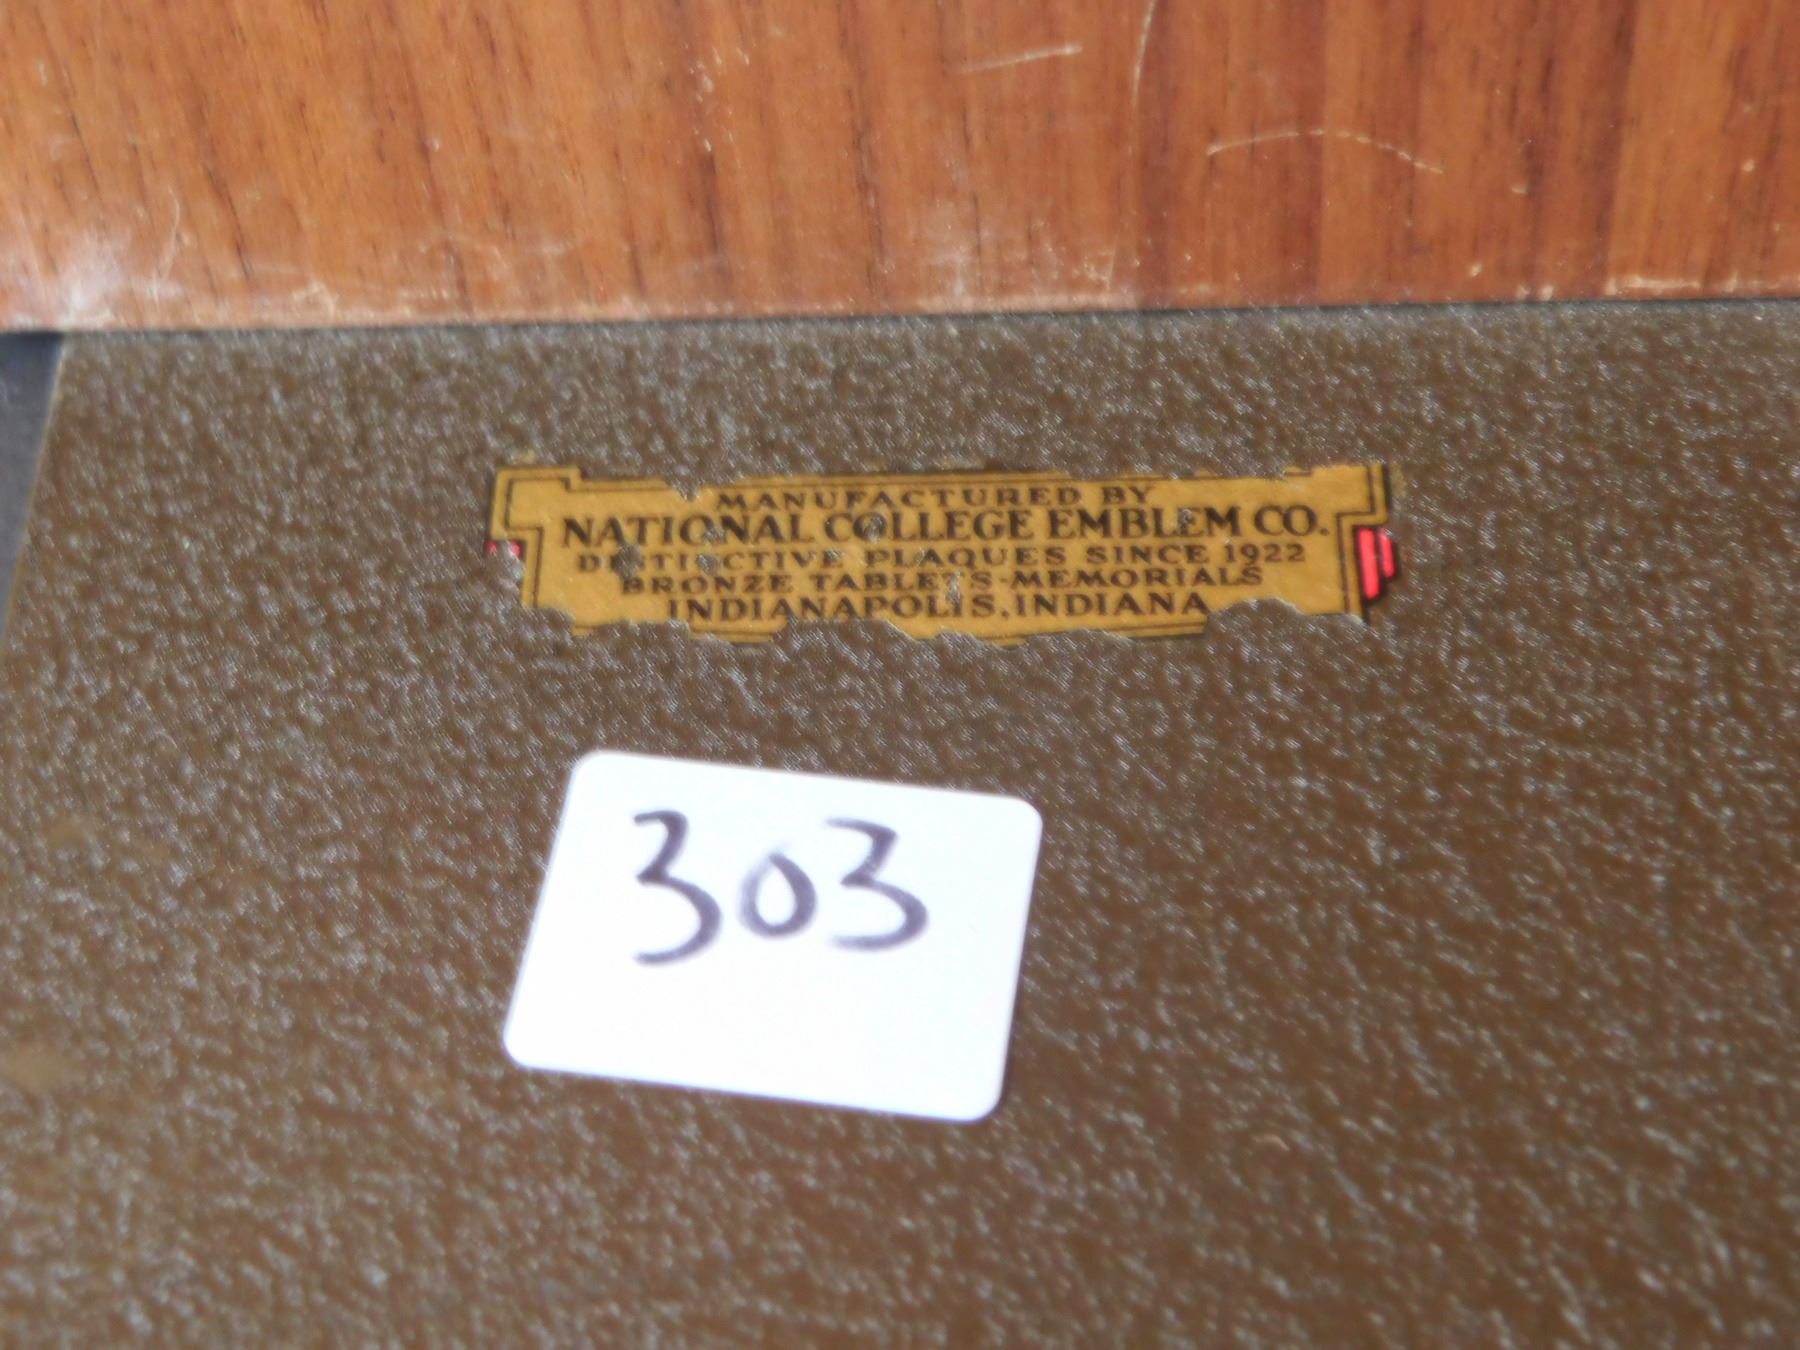 MANUFACTURED BY
NATIONAL COLLEGE EMBLEM CO.
DISTINCTIVE PLAQUES SINCE 1922
BRONZE TABLETS-MEMORIALS
INDIANAPOLIS, INDIANA
303